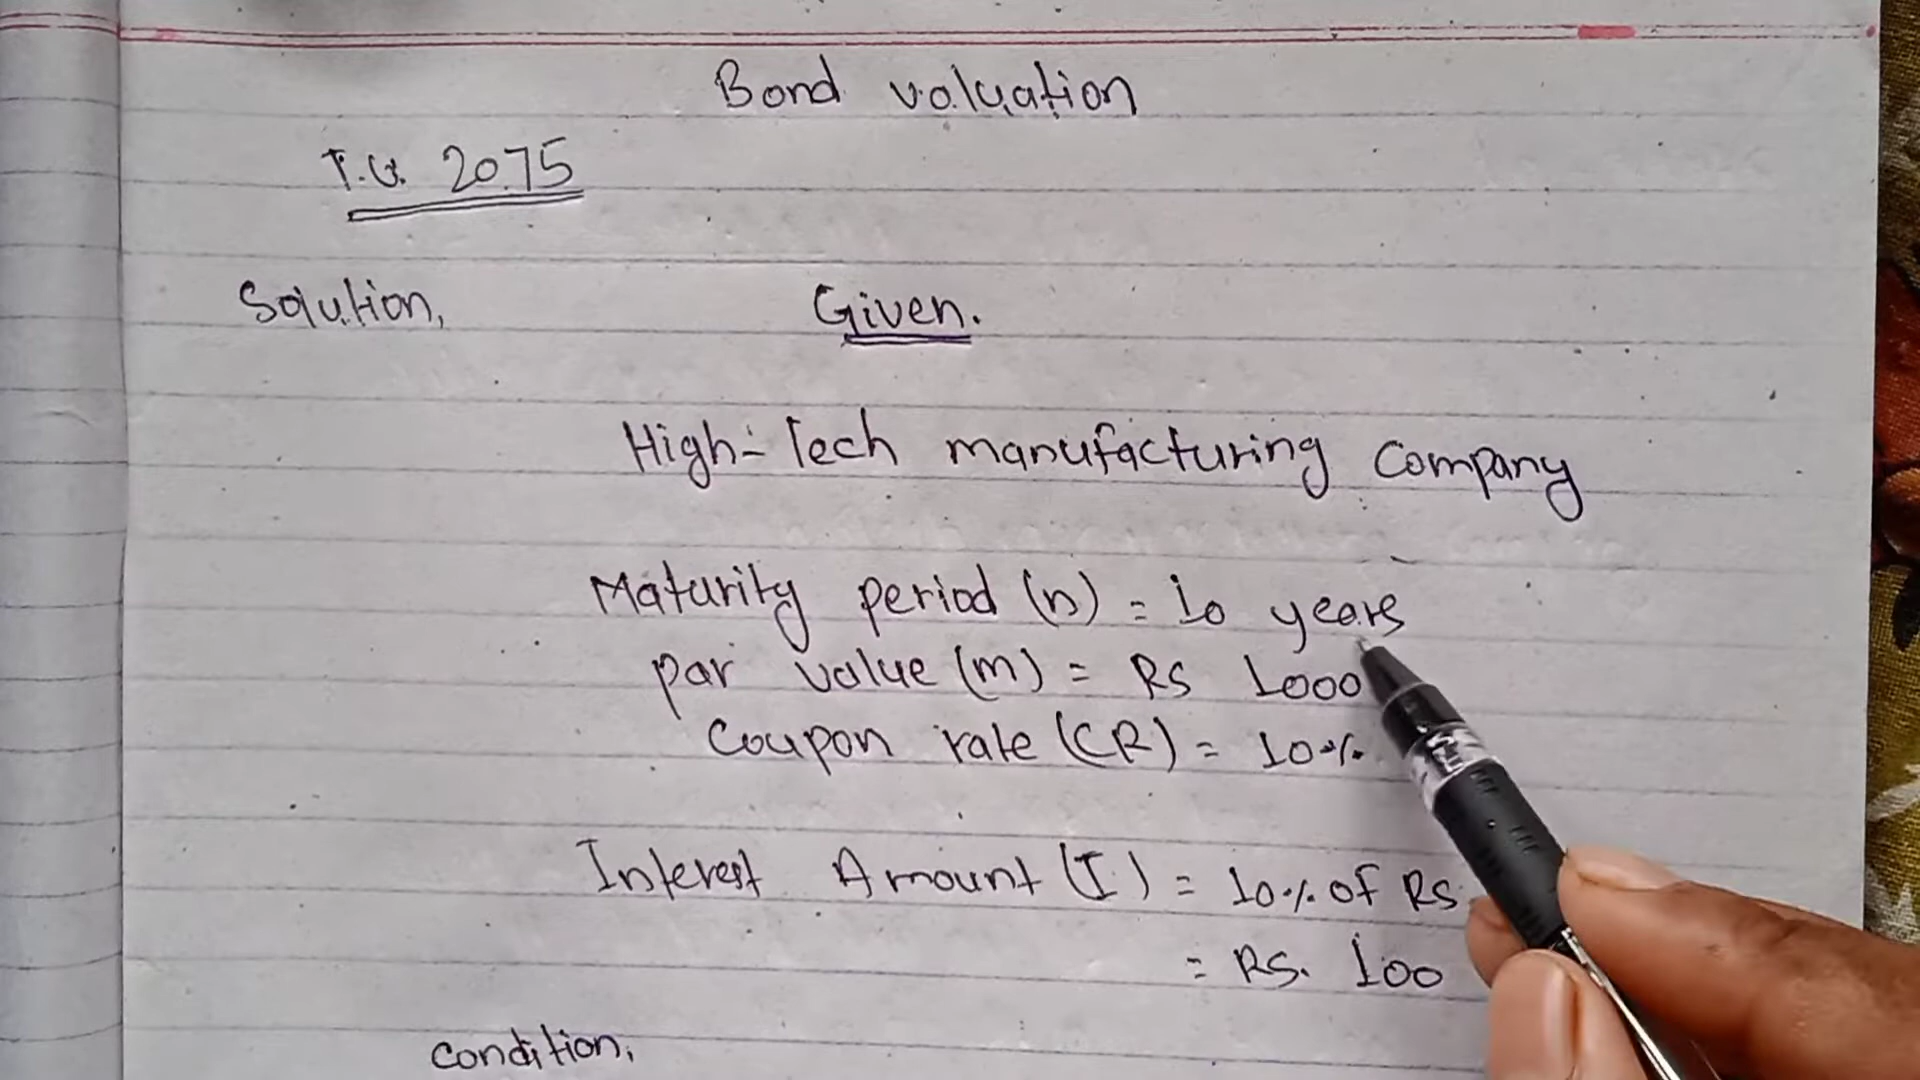 Bond valuation
T.U. 2075
Solution,
Given.
High-Tech manufacturing Company
Maturity period (n) = 10 years
par value (m) = RS 1000
Coupon rate (CR) = 10%
Interest Amount (I) = 10% of RS.
= RS. 100
condition,